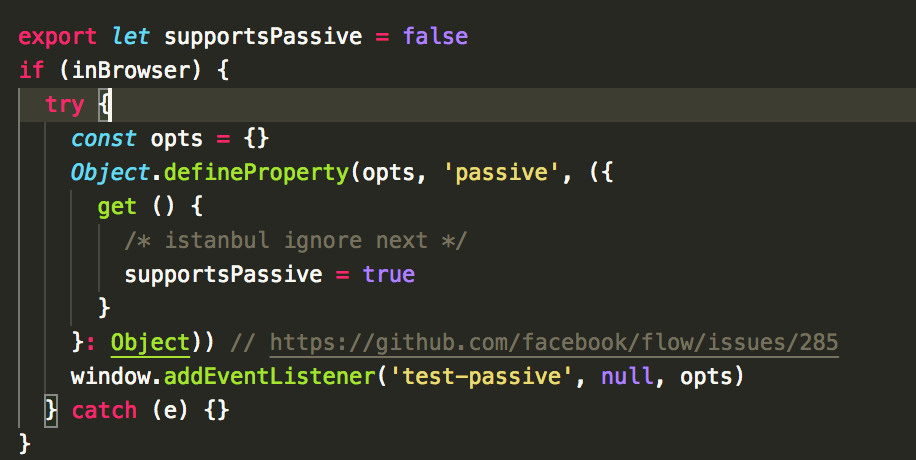 export let supportsPassive = false
if (inBrowser) {
try {
const opts = {}
Object.defineProperty(opts, 'passive', ({
get () {
/* istanbul ignore next */
supportsPassive = true
}
}: Object)) // https://github.com/facebook/flow/issues/285
window.addEventListener('test-passive', null, opts)
} catch (e) {}
}